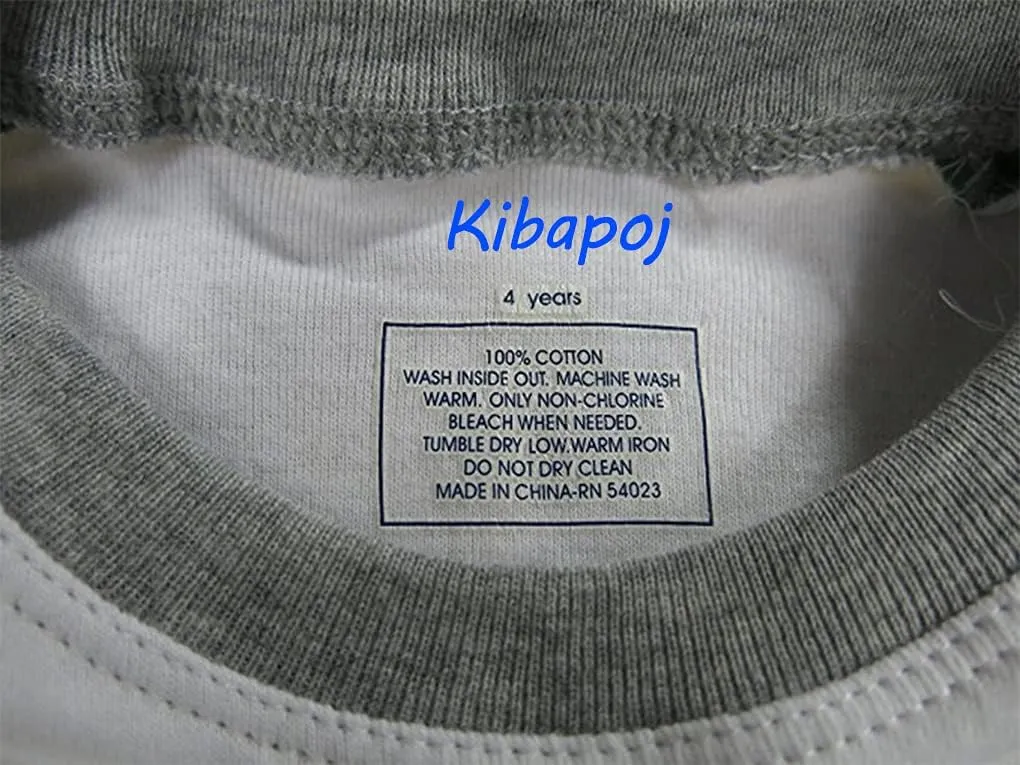 Kibapoj
4 years
100% COTTON
WASH INSIDE OUT. MACHINE WASH
WARM. ONLY NON-CHLORINE
BLEACH WHEN NEEDED.
TUMBLE DRY LOW.WARM IRON
DO NOT DRY CLEAN
MADE IN CHINA-RN 54023